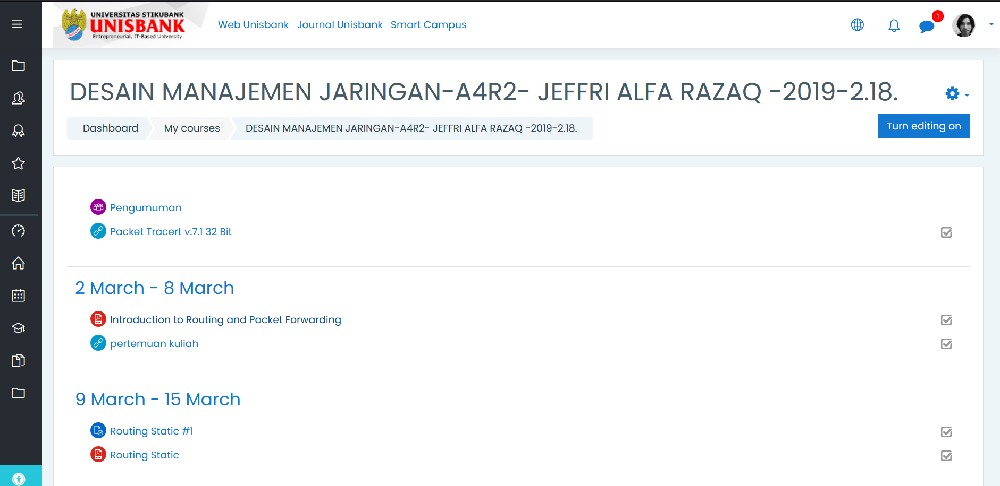 UNIVERSITAS STIKUBANK
UNISBANK
Entrepreneurial, IT-Based University
Web Unisbank Journal Unisbank Smart Campus
1
DESAIN MANAJEMEN JARINGAN-A4R2- JEFFRI ALFA RAZAQ -2019-2.18.
Dashboard My courses DESAIN MANAJEMEN JARINGAN-A4R2- JEFFRI ALFA RAZAQ -2019-2.18.
Turn editing on
Pengumuman
Packet Tracert v.7.1 32 Bit
2 March - 8 March
Introduction to Routing and Packet Forwarding
pertemuan kuliah
9 March - 15 March
Routing Static #1
Routing Static